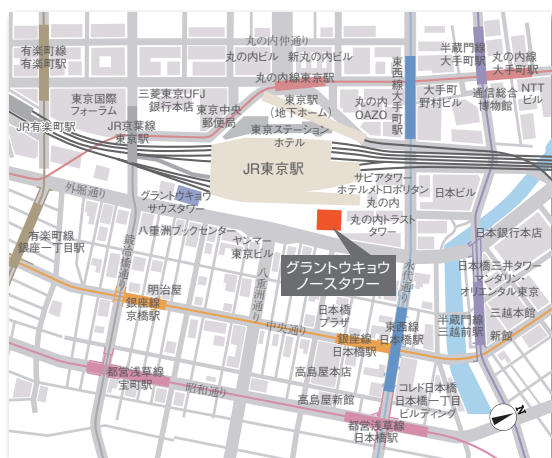 丸の内仲通り
有楽町線
有楽町駅
丸の内ビル
新丸の内ビル
半蔵門線
大手町駅
丸の内線
大手町駅
丸の内線東京駅
東西線大手町駅
東京国際
フォーラム
三菱東京UFJ
銀行本店
東京中央
郵便局
東京駅
(地下ホーム)
丸の内
OAZO
大手町
野村ビル
通信総合
博物館
NTT
ビル
JR有楽町駅
JR京葉線
東京駅
東京ステーション
ホテル
JR東京駅
サピアタワー
ホテルメトロポリタン
丸の内
日本ビル
外堀通り
グラントウキョウ
サウスタワー
丸の内トラスト
タワー
日本銀行本店
有楽町線
銀座一丁目駅
鍛冶橋通り
八重洲ブックセンター
ヤンマー
東京ビル
グラントウキョウ
ノースタワー
永代通り
日本橋三井タワー
マンダリン・
オリエンタル東京
八重洲通り
明治屋
銀座線
京橋駅
日本橋
プラザ
中央通り
東西線
日本橋駅
銀座線
日本橋駅
半蔵門線
三越前駅
三越本館
新館
都営浅草線
宝町駅
昭和通り
高島屋本店
高島屋新館
コレド日本橋
日本橋一丁目
ビルディング
都営浅草線
日本橋駅
N